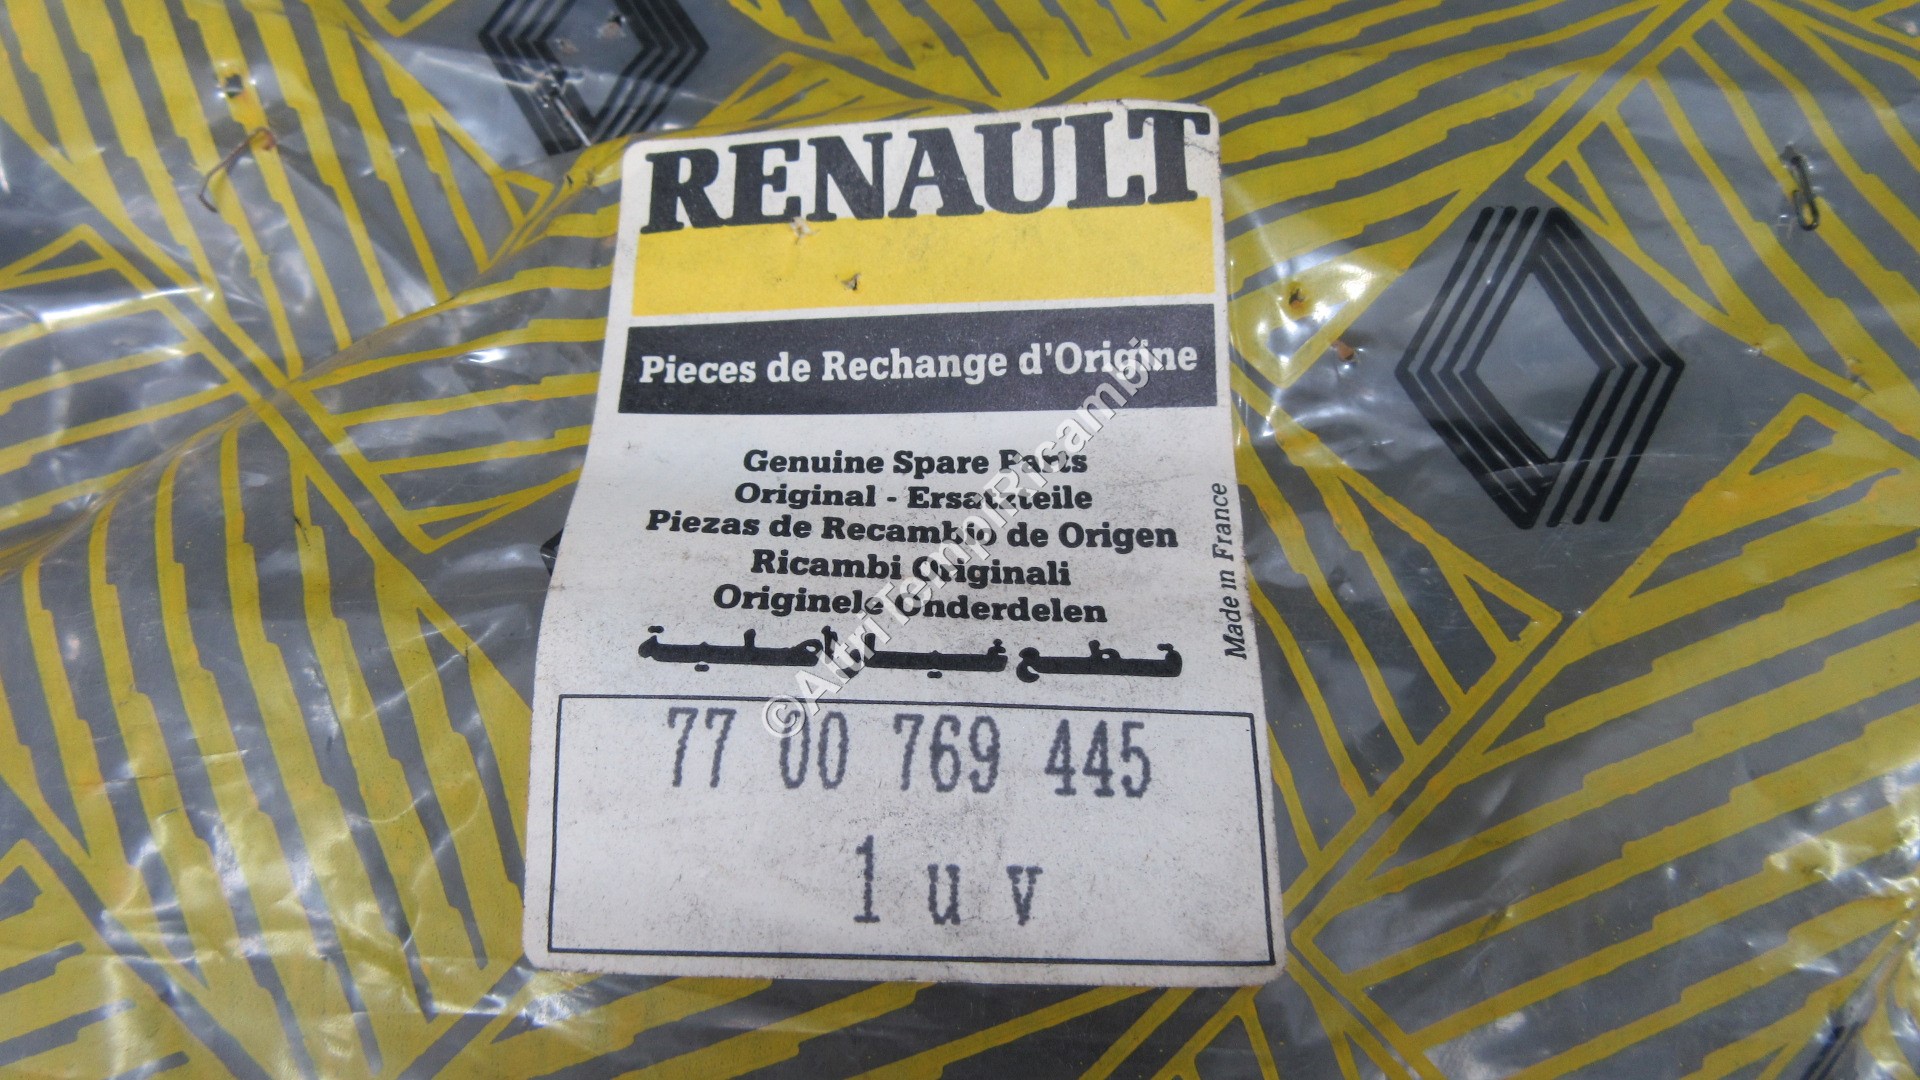 RENAULT
Pieces de Rechange d'Origine
Genuine Spare Parts
Original - Ersatzteile
Piezas de Recambio de Origen
Ricambi Originali
Originele Onderdelen
قطع غيار أصلية
Made in France
77 00 769 445
1 u v
©AltriTempiRicambi